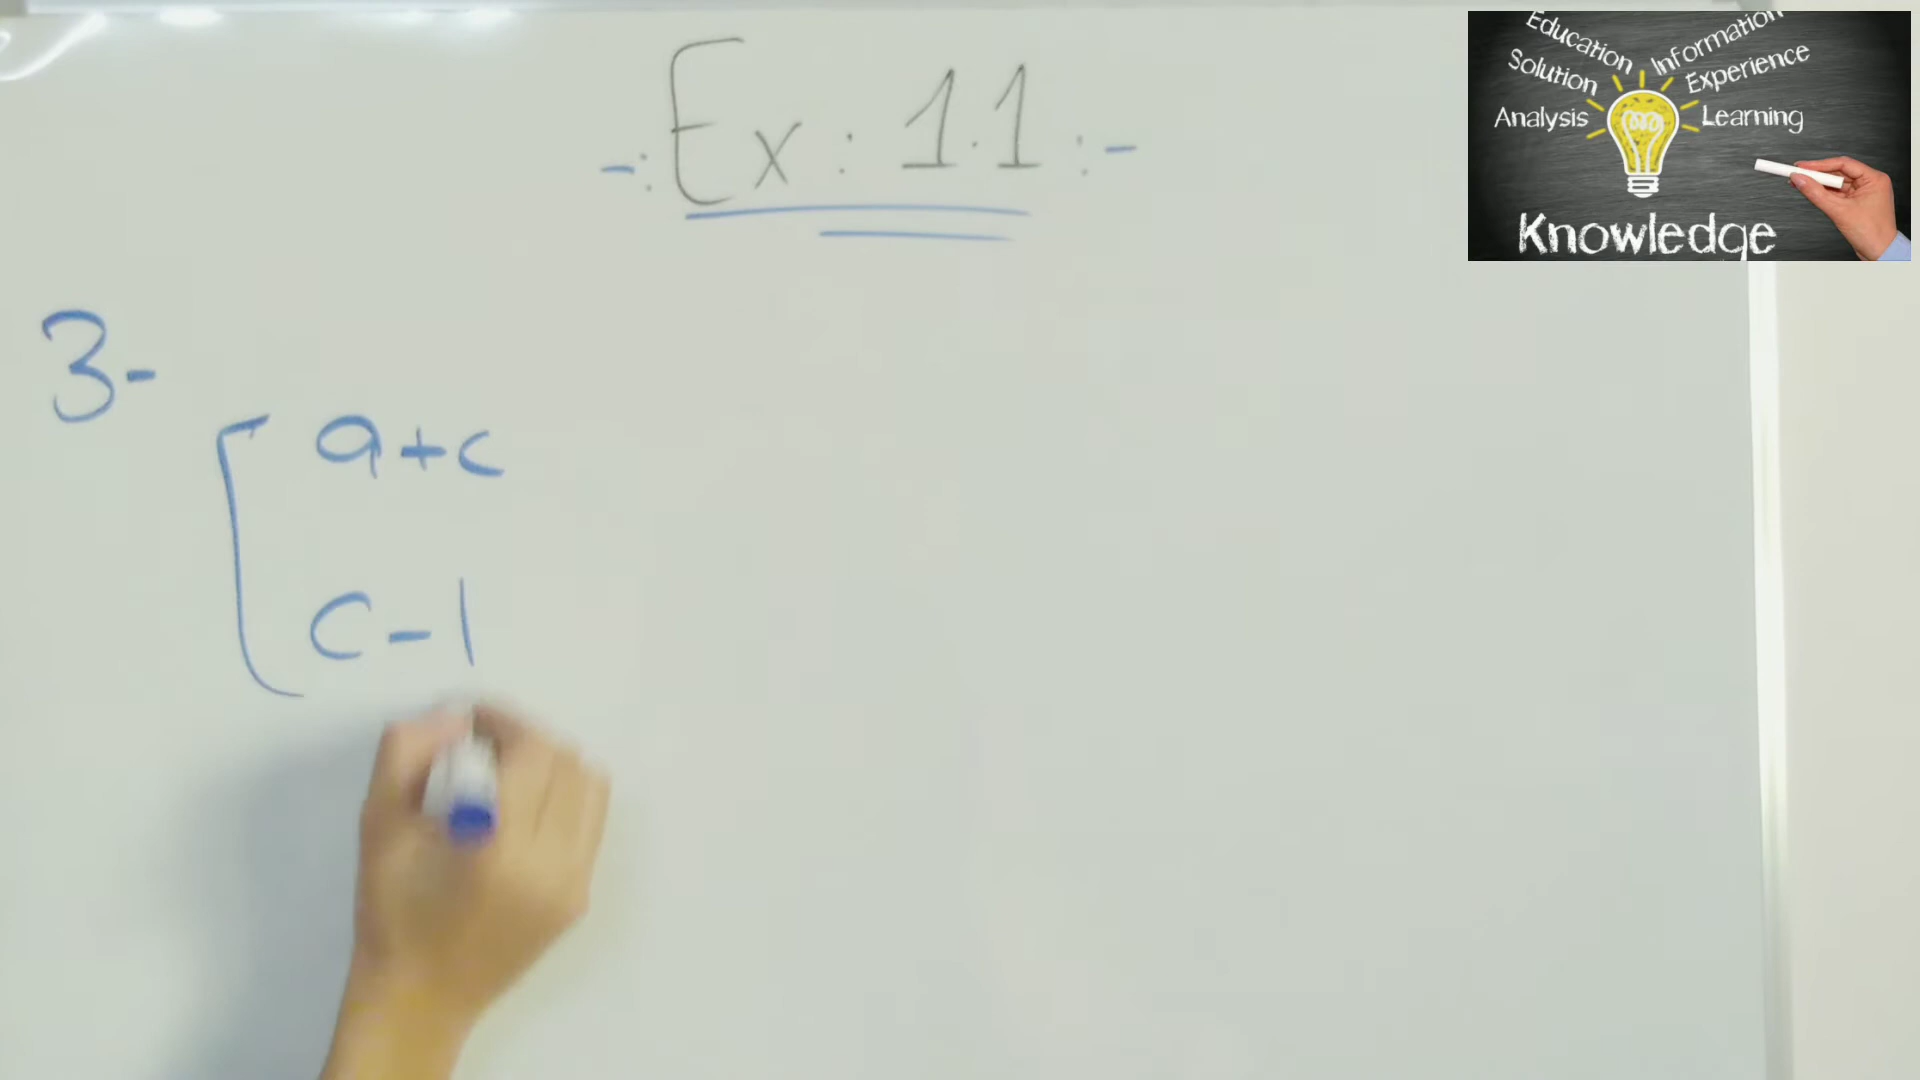 -: Ex : 1.1 :-
3-
[ a+c
c-1
Education
Information
Solution
Experience
Analysis
Learning
Knowledge